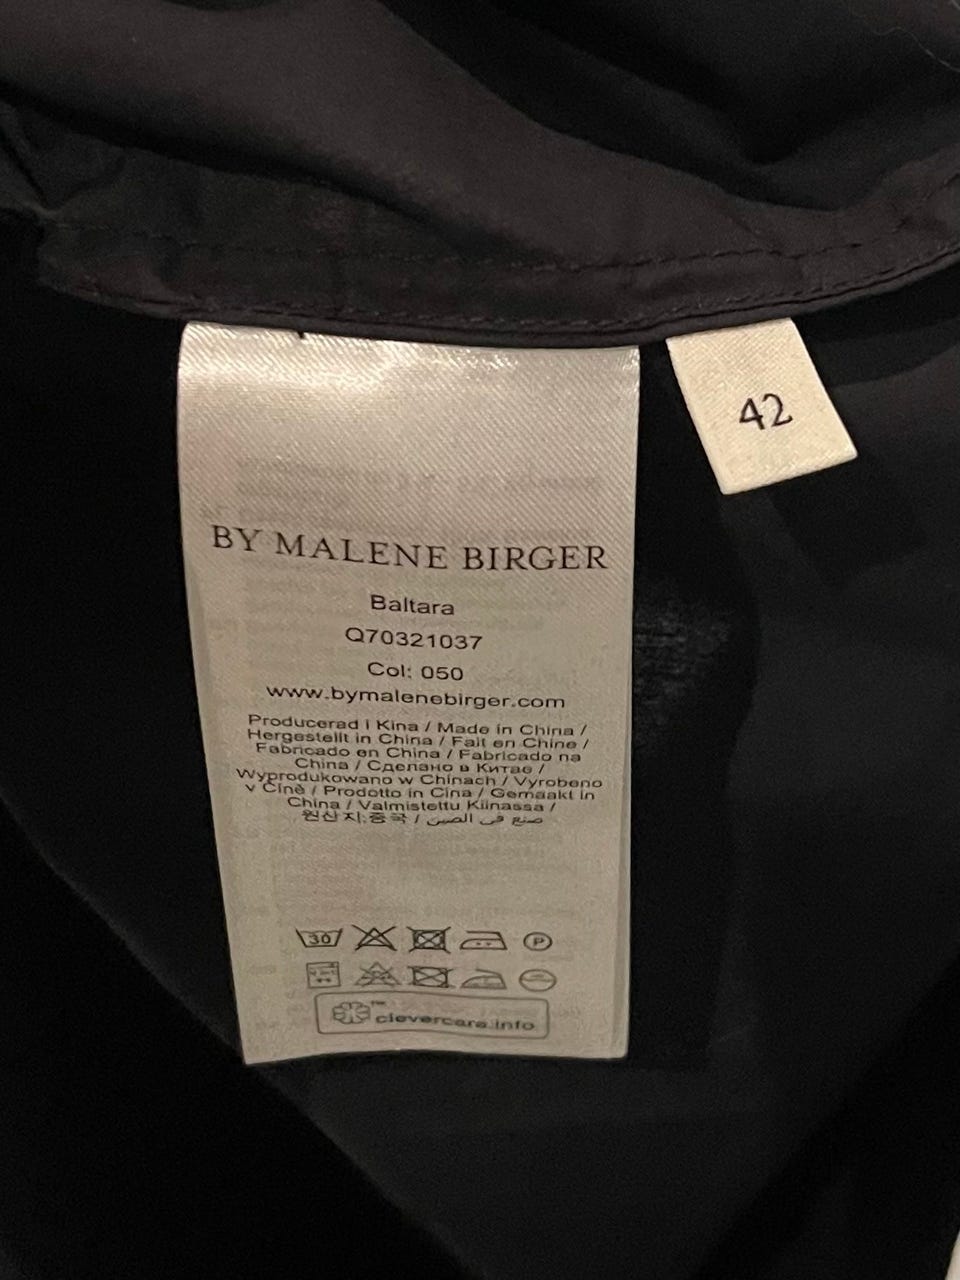 42
BY MALENE BIRGER
Baltara
Q70321037
Col: 050
www.bymalenebirger.com
Producerad i Kina / Made in China /
Hergestellt in China / Fait en Chine /
Fabricado en China / Fabricado na
China / Сделано в Китае /
Wyprodukowano w Chinach / Vyrobeno
v Číně / Prodotto in Cina / Gemaakt in
China / Valmistettu Kiinassa /
원산지:중국 / صنع في الصين
30 P
clevercare.info